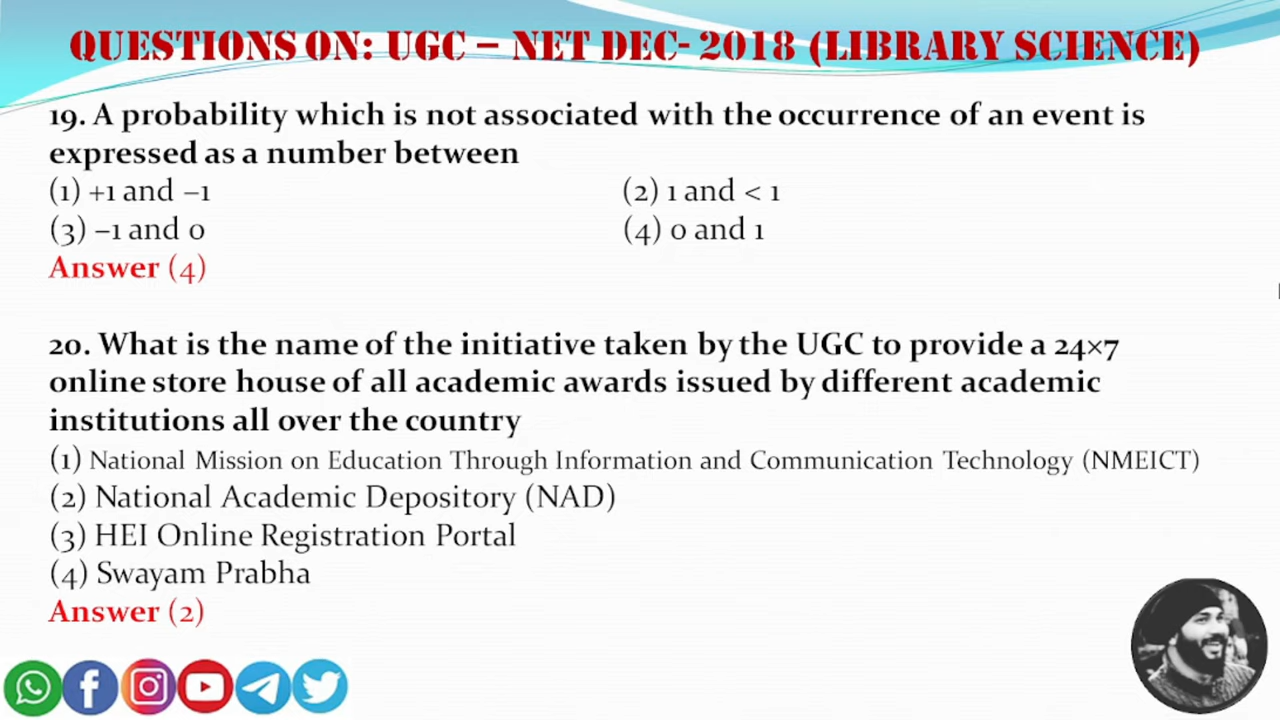 QUESTIONS ON: UGC – NET DEC- 2018 (LIBRARY SCIENCE)
19. A probability which is not associated with the occurrence of an event is
expressed as a number between
(1) +1 and –1 (2) 1 and < 1
(3) –1 and 0 (4) 0 and 1
Answer (4)
20. What is the name of the initiative taken by the UGC to provide a 24×7
online store house of all academic awards issued by different academic
institutions all over the country
(1) National Mission on Education Through Information and Communication Technology (NMEICT)
(2) National Academic Depository (NAD)
(3) HEI Online Registration Portal
(4) Swayam Prabha
Answer (2)